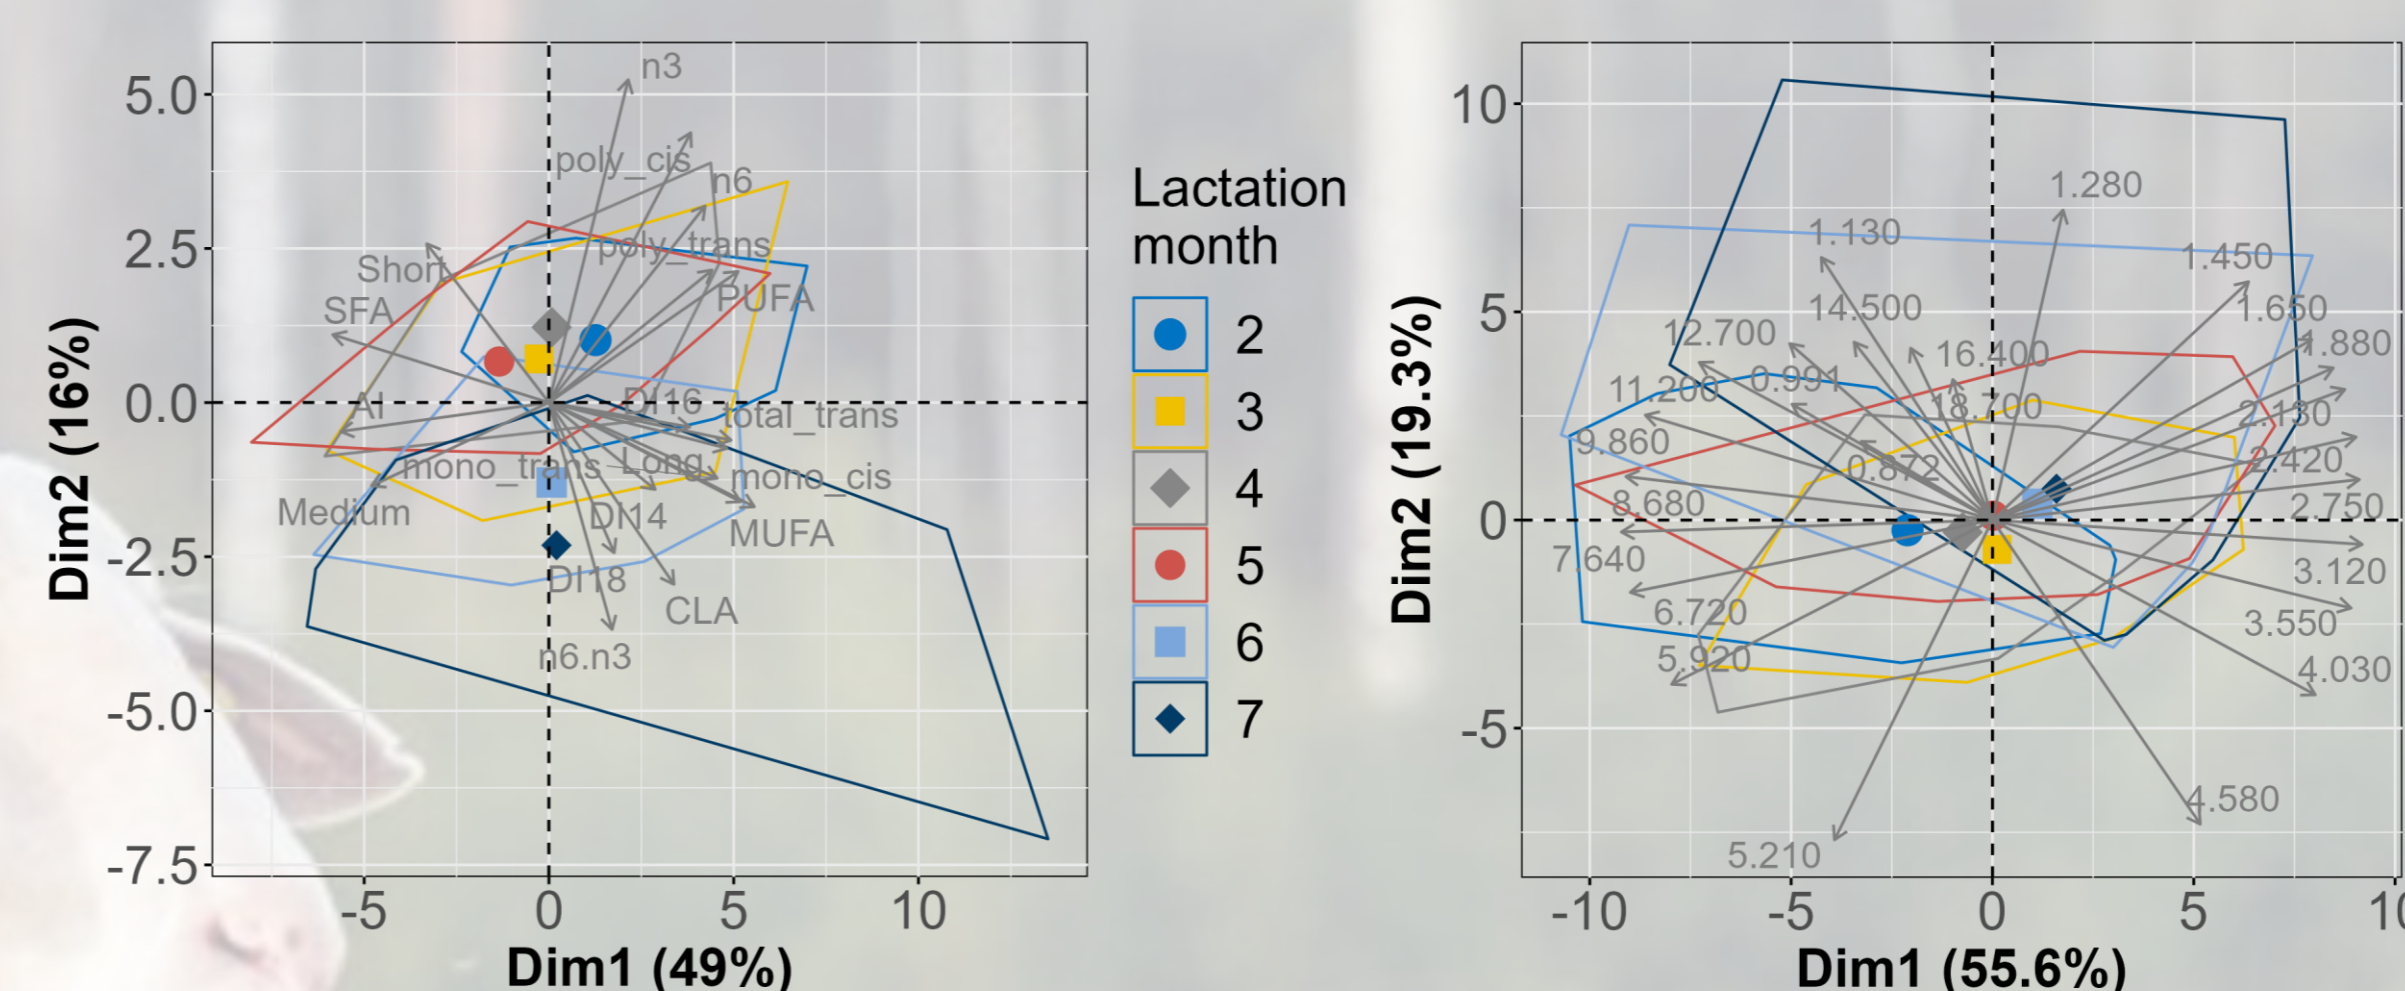 5.0
2.5
0.0
-2.5
-5.0
-7.5
Dim2 (16%)
n3
poly_cis
n6
poly_trans
Short
SFA
PUFA
AI
DI16
total_trans
mono_trans
Long
mono_cis
Medium
DI14
MUFA
DI18
CLA
n6.n3
-5
0
5
10
Dim1 (49%)
Lactation
month
2
3
4
5
6
7
10
5
0
-5
Dim2 (19.3%)
1.280
1.130
1.450
14.500
1.650
12.700
1.880
16.400
11.200
0.991
18.700
2.130
9.860
2.420
0.872
8.680
2.750
7.640
3.120
6.720
3.550
5.920
4.030
4.580
5.210
-10
-5
0
5
10
Dim1 (55.6%)